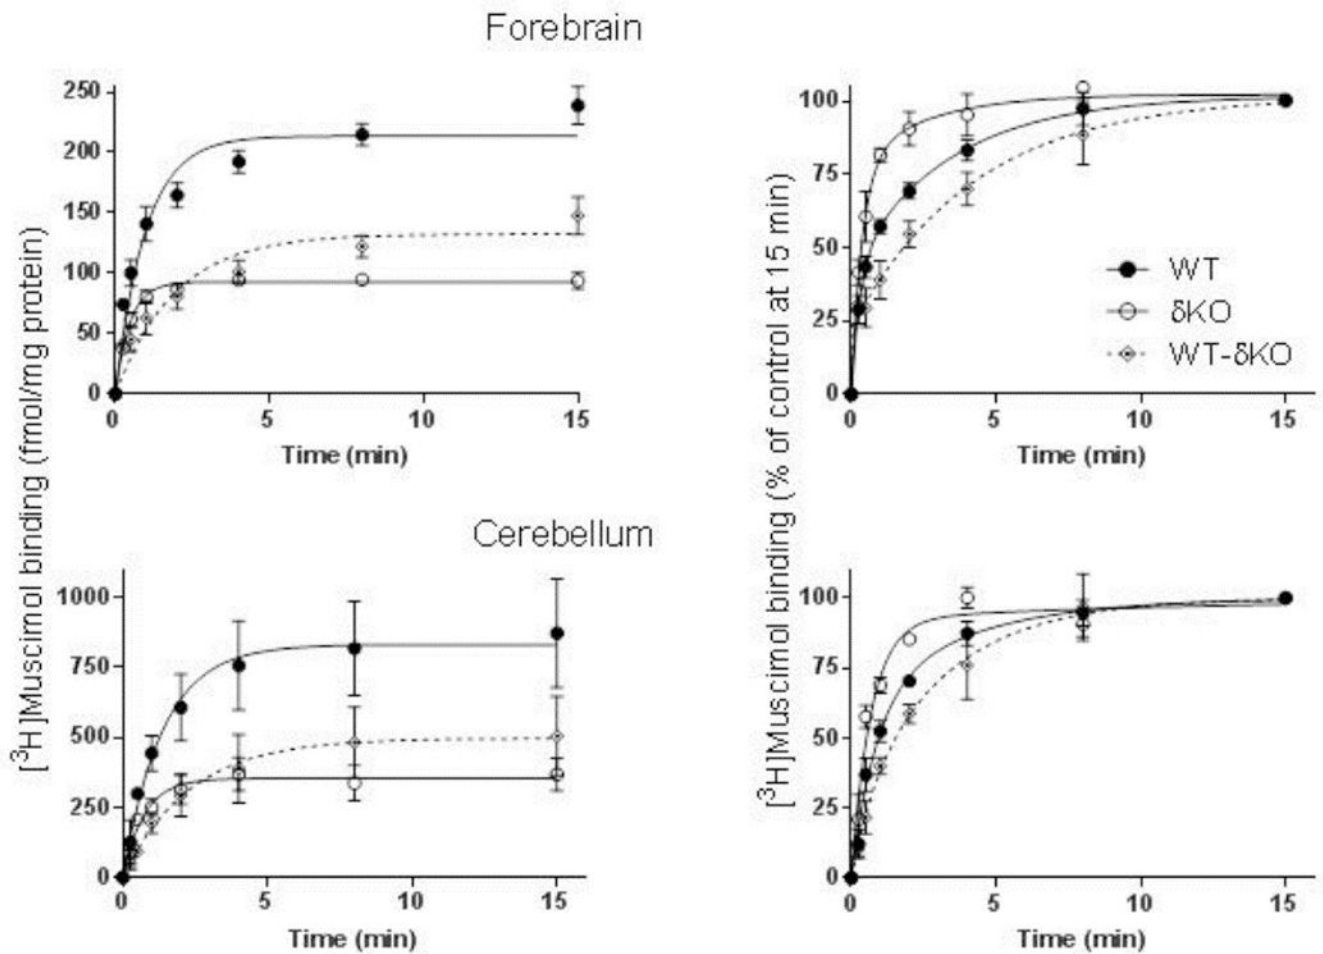 Forebrain
[³H]Muscimol binding (fmol/mg protein)
250
200
150
100
50
0
0 5 10 15
Time (min)
[³H]Muscimol binding (% of control at 15 min)
100
75
50
25
0
0 5 10 15
Time (min)
WT
δKO
WT-δKO
Cerebellum
1000
750
500
250
0
0 5 10 15
Time (min)
100
75
50
25
0
0 5 10 15
Time (min)